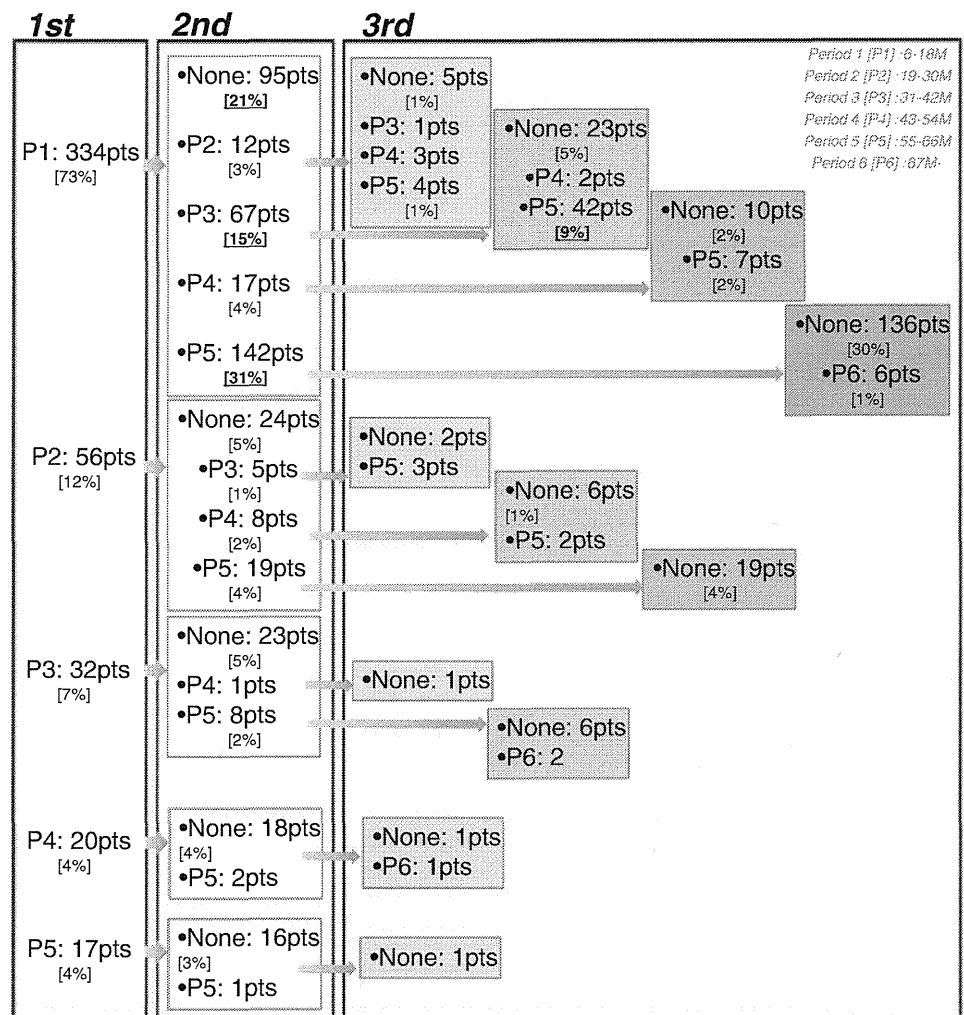 1st
2nd
3rd
Period 1 [P1] :6-18M
Period 2 [P2] :19-30M
Period 3 [P3] :31-42M
Period 4 [P4] :43-54M
Period 5 [P5] :55-66M
Period 6 [P6] :67M-
P1: 334pts
[73%]
•None: 95pts
[21%]
•P2: 12pts
[3%]
•P3: 67pts
[15%]
•P4: 17pts
[4%]
•P5: 142pts
[31%]
•None: 5pts
[1%]
•P3: 1pts
•P4: 3pts
•P5: 4pts
[1%]
•None: 23pts
[5%]
•P4: 2pts
•P5: 42pts
[9%]
•None: 10pts
[2%]
•P5: 7pts
[2%]
•None: 136pts
[30%]
•P6: 6pts
[1%]
P2: 56pts
[12%]
•None: 24pts
[5%]
•P3: 5pts
[1%]
•P4: 8pts
[2%]
•P5: 19pts
[4%]
•None: 2pts
•P5: 3pts
•None: 6pts
[1%]
•P5: 2pts
•None: 19pts
[4%]
P3: 32pts
[7%]
•None: 23pts
[5%]
•P4: 1pts
•P5: 8pts
[2%]
•None: 1pts
•None: 6pts
•P6: 2
P4: 20pts
[4%]
•None: 18pts
[4%]
•P5: 2pts
•None: 1pts
•P6: 1pts
P5: 17pts
[4%]
•None: 16pts
[3%]
•P5: 1pts
•None: 1pts